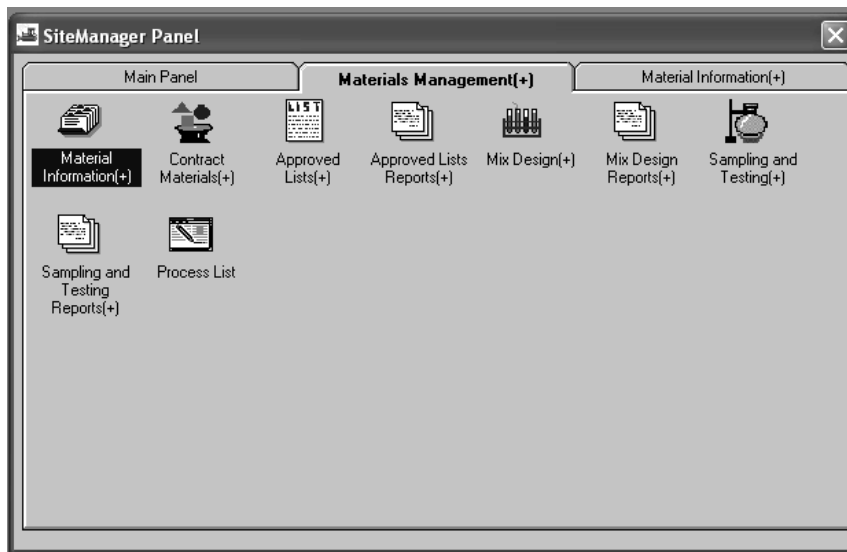 SiteManager Panel
Main Panel
Materials Management(+)
Material Information(+)
LIST
Material
Information(+)
Contract
Materials(+)
Approved
Lists(+)
Approved Lists
Reports(+)
Mix Design(+)
Mix Design
Reports(+)
Sampling and
Testing(+)
Sampling and
Testing
Reports(+)
Process List